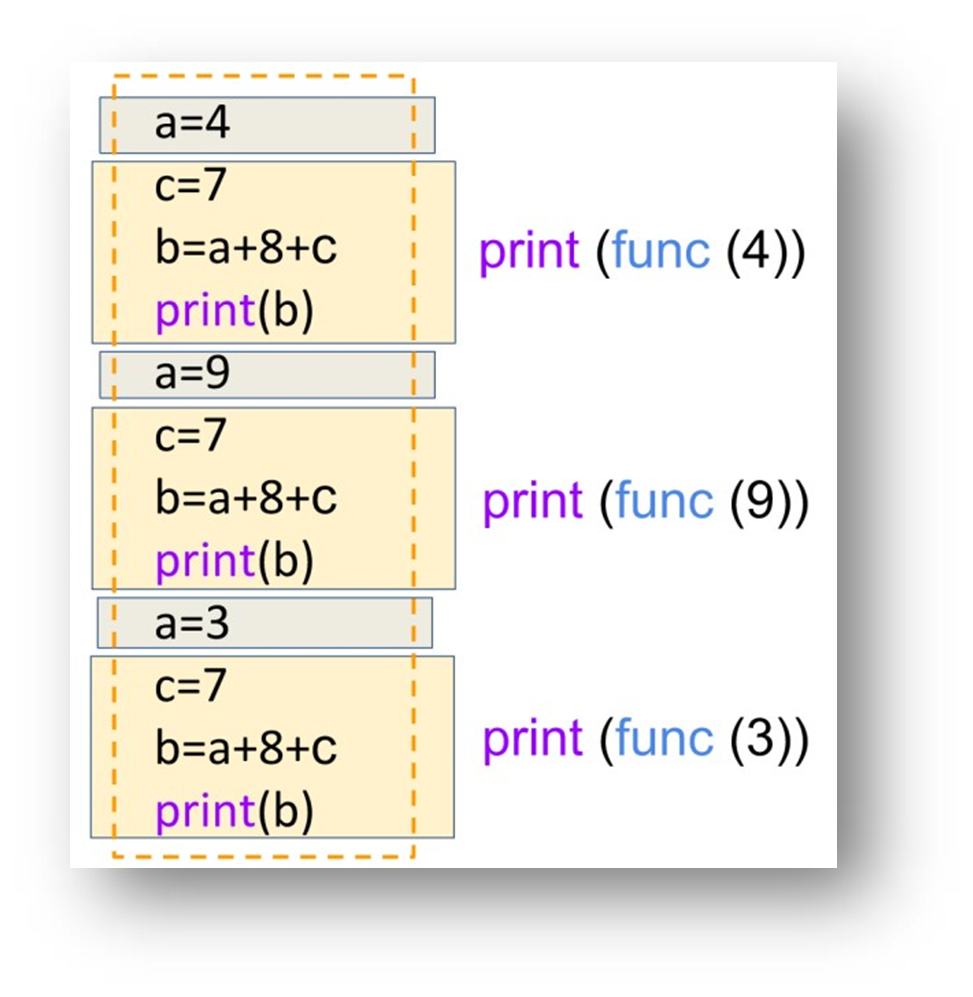 a=4
c=7
b=a+8+c
print(b)
print (func (4))
a=9
c=7
b=a+8+c
print(b)
print (func (9))
a=3
c=7
b=a+8+c
print(b)
print (func (3))